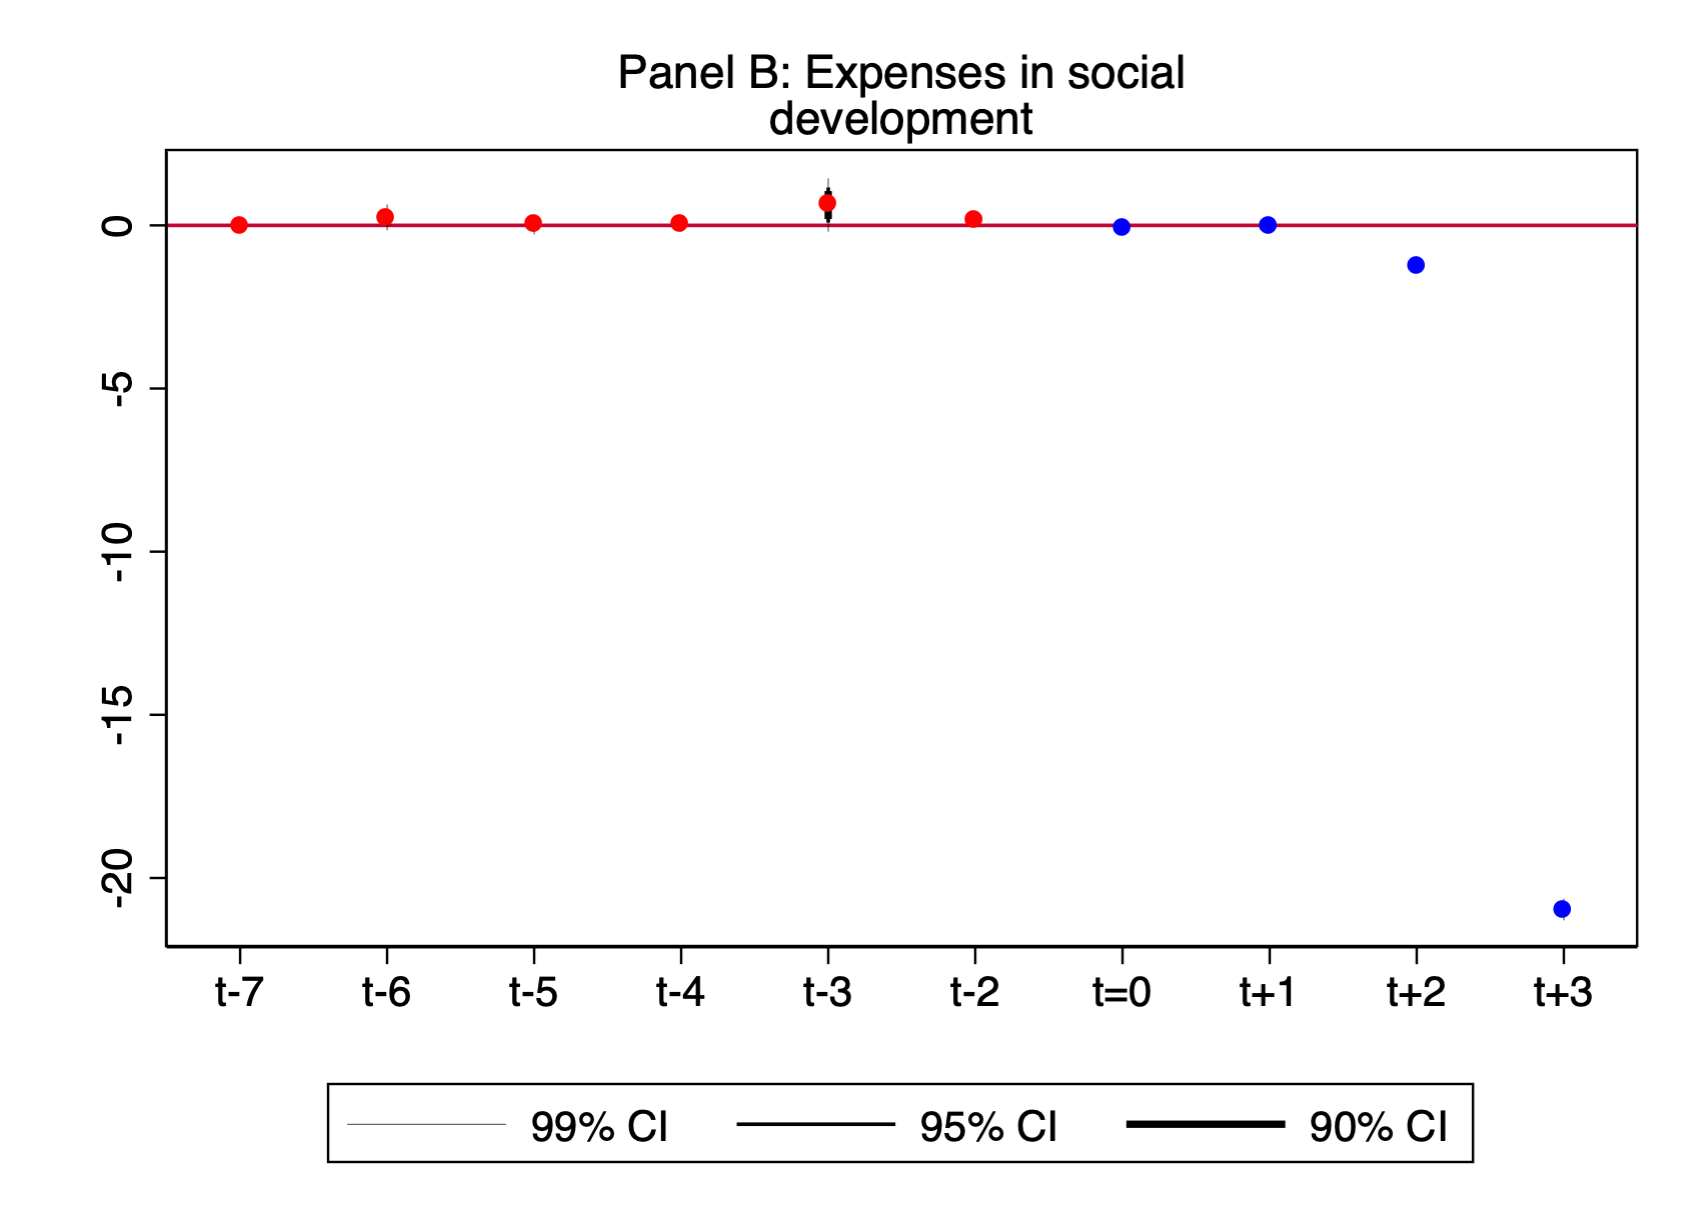 Panel B: Expenses in social
development
0
-5
-10
-15
-20
t-7 t-6 t-5 t-4 t-3 t-2 t=0 t+1 t+2 t+3
99% CI 95% CI 90% CI